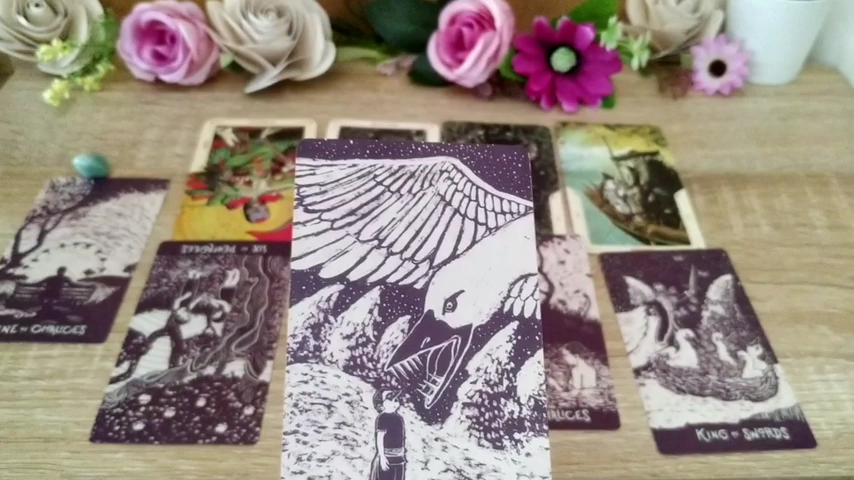 NINE OF CHALICES
SIX OF PENTACLES
CHALICES
KING OF SWORDS